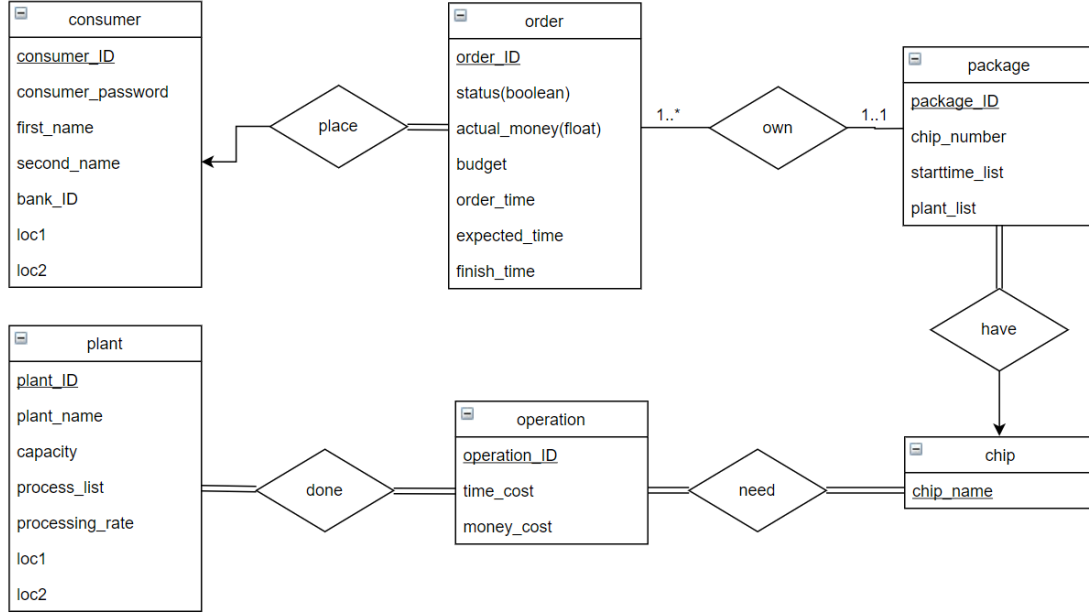 consumer
consumer_ID
consumer_password
first_name
second_name
bank_ID
loc1
loc2
place
order
order_ID
status(boolean)
actual_money(float)
budget
order_time
expected_time
finish_time
1..*
own
1..1
package
package_ID
chip_number
starttime_list
plant_list
have
plant
plant_ID
plant_name
capacity
process_list
processing_rate
loc1
loc2
done
operation
operation_ID
time_cost
money_cost
need
chip
chip_name